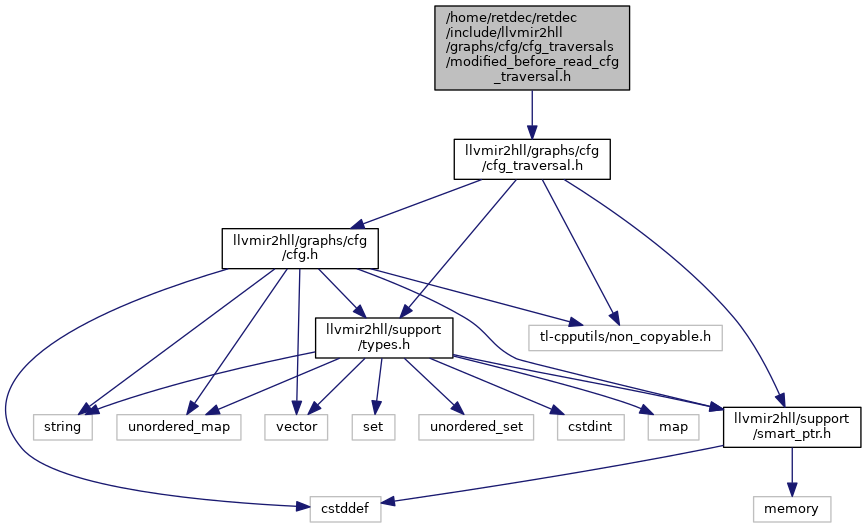 /home/retdec/retdec
/include/llvmir2hll
/graphs/cfg/cfg_traversals
/modified_before_read_cfg
_traversal.h
llvmir2hll/graphs/cfg
/cfg_traversal.h
llvmir2hll/graphs/cfg
/cfg.h
llvmir2hll/support
/types.h
tl-cpputils/non_copyable.h
string
unordered_map
vector
set
unordered_set
cstdint
map
llvmir2hll/support
/smart_ptr.h
cstddef
memory